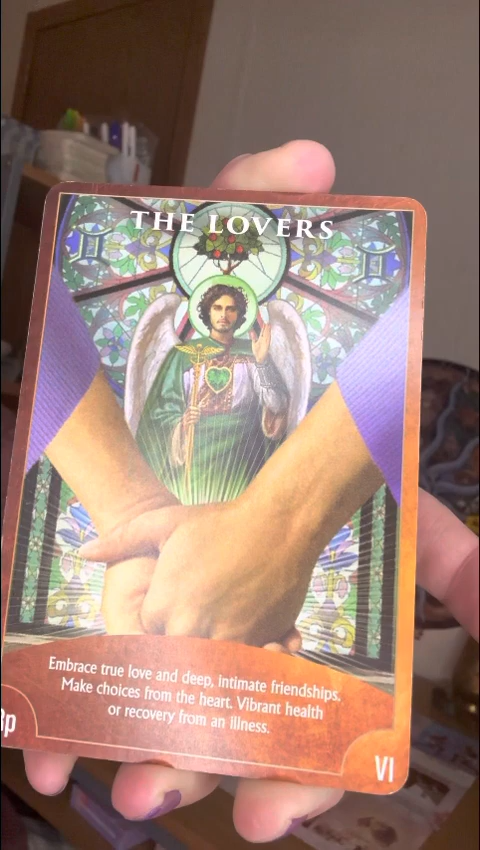 THE LOVERS
Embrace true love and deep, intimate friendships.
Make choices from the heart. Vibrant health
or recovery from an illness.
VI